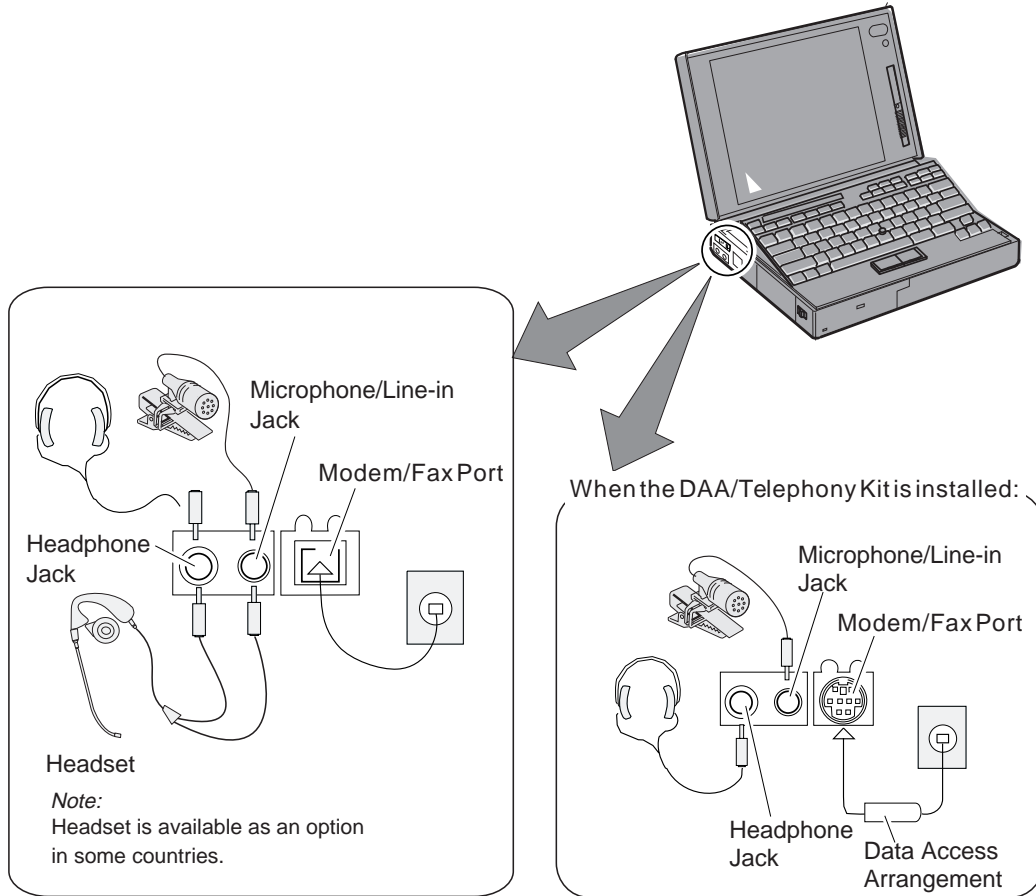 Microphone/Line-in
Jack
Modem/Fax Port
Headphone
Jack
Headset
Note:
Headset is available as an option
in some countries.
When the DAA/Telephony Kit is installed:
Microphone/Line-in
Jack
Modem/Fax Port
Headphone
Jack
Data Access
Arrangement